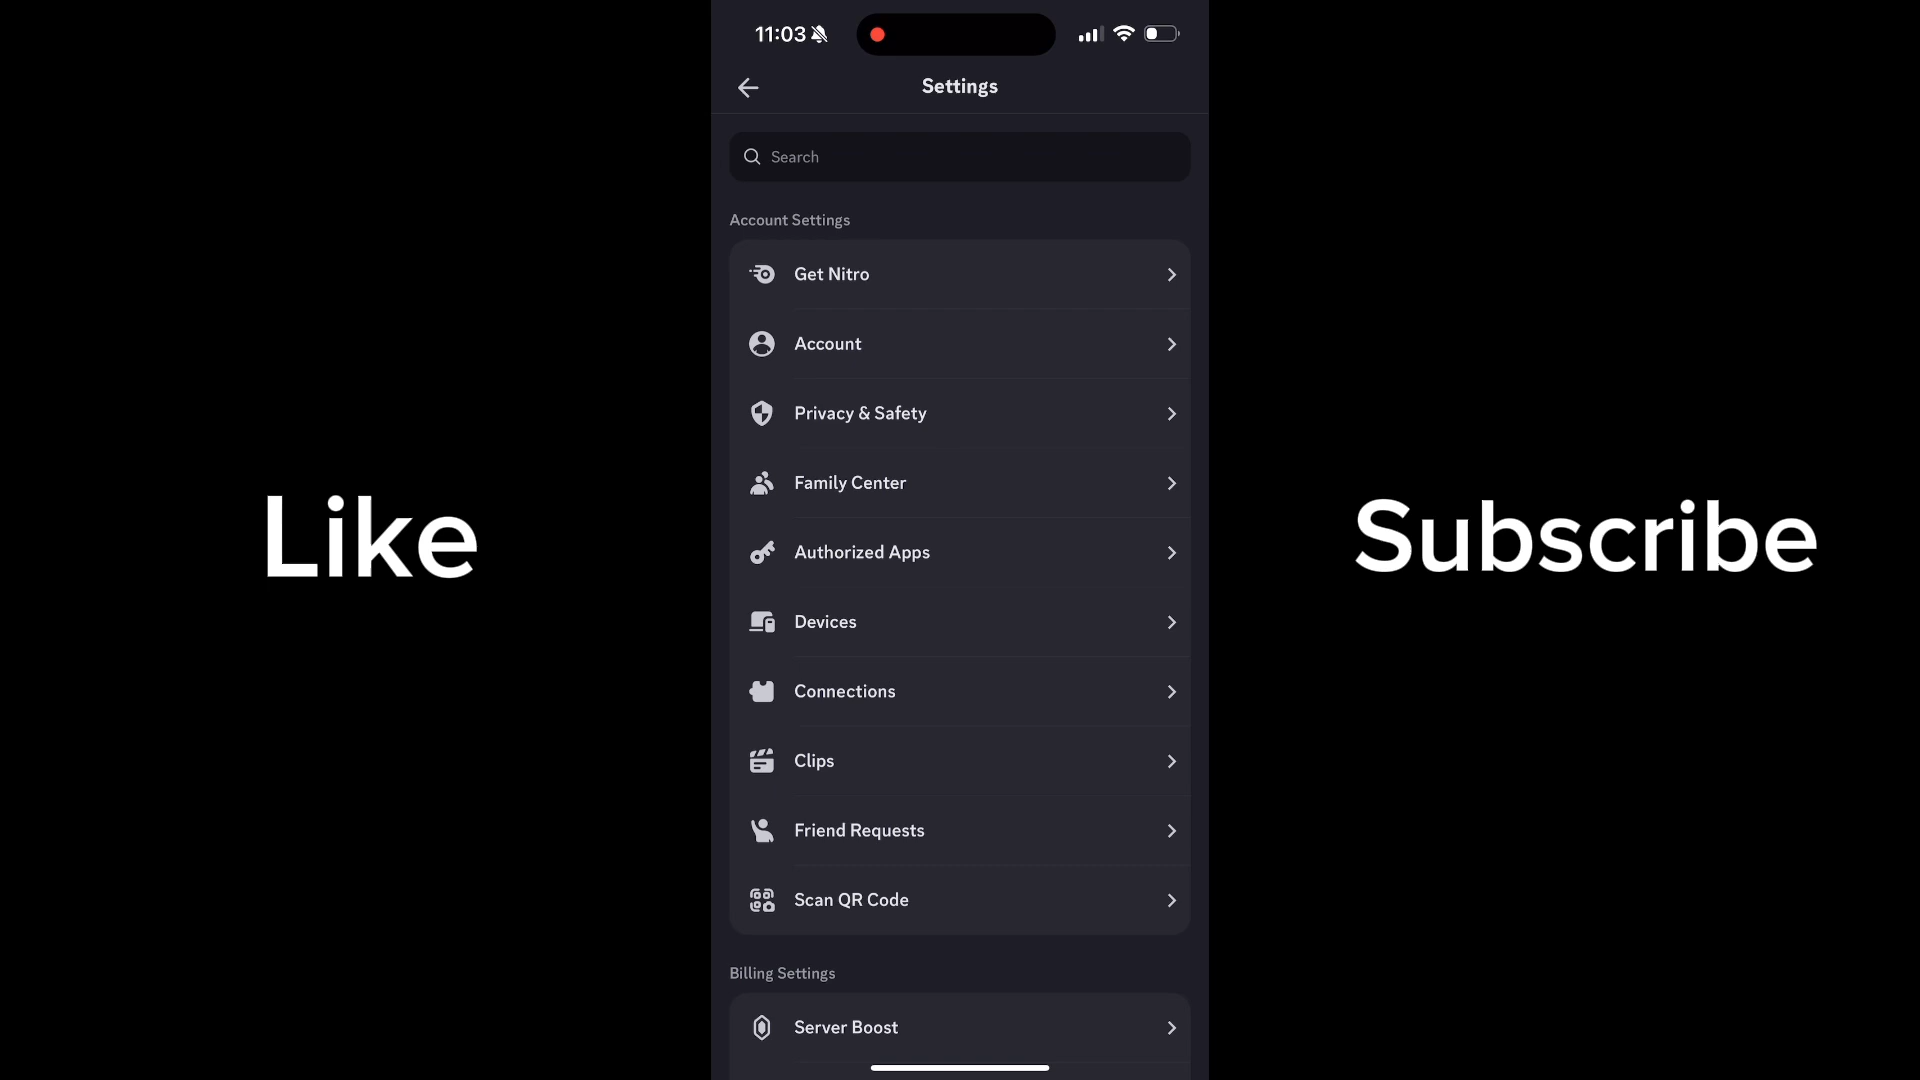 11:03
Settings
Search
Account Settings
Get Nitro
Account
Privacy & Safety
Family Center
Authorized Apps
Devices
Connections
Clips
Friend Requests
Scan QR Code
Billing Settings
Server Boost
Like
Subscribe